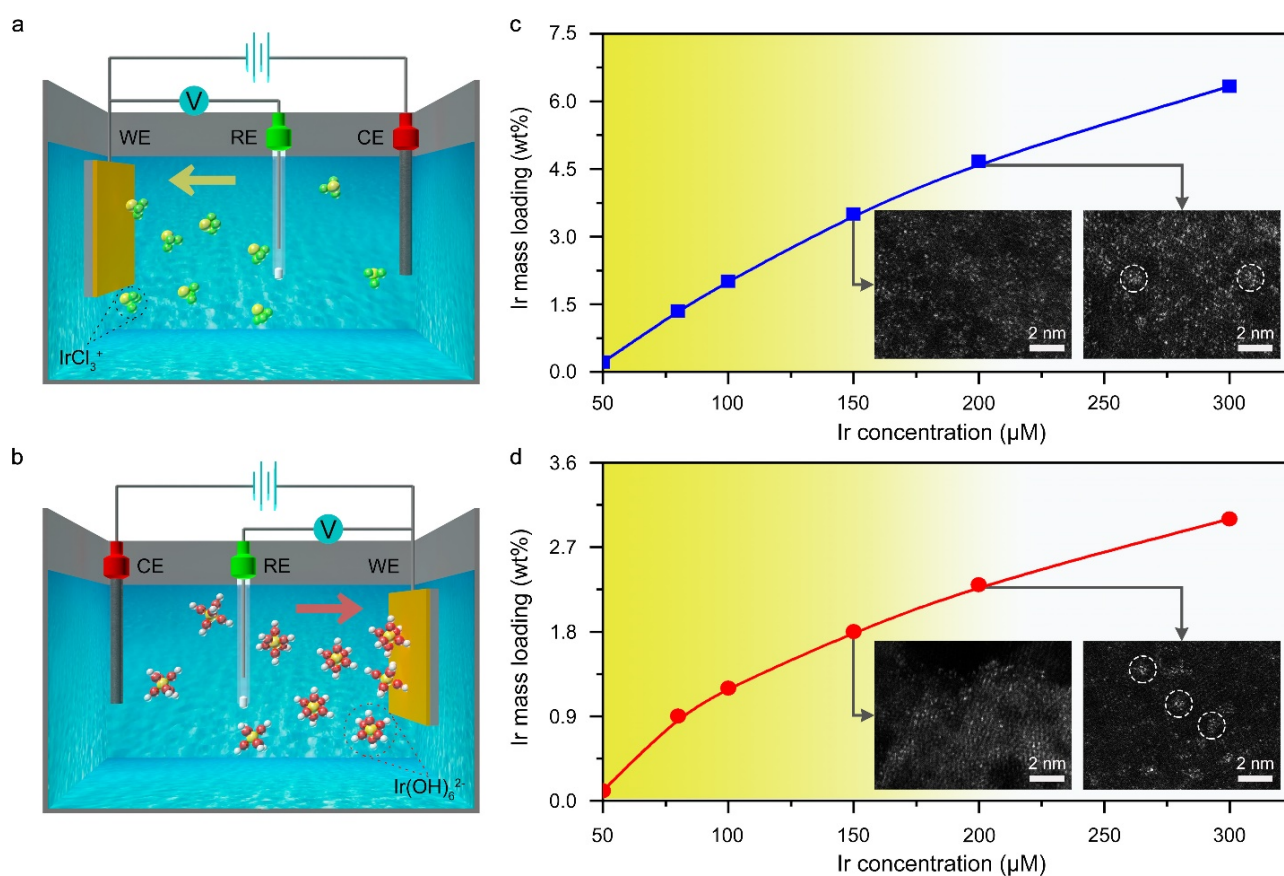 a
V
WE
RE
CE
IrCl₃⁺
b
V
CE
RE
WE
Ir(OH)₆²⁻
c
Ir mass loading (wt%)
7.5
6.0
4.5
3.0
1.5
0.0
2 nm
2 nm
50 100 150 200 250 300
Ir concentration (µM)
d
Ir mass loading (wt%)
3.6
2.7
1.8
0.9
0.0
2 nm
2 nm
50 100 150 200 250 300
Ir concentration (µM)